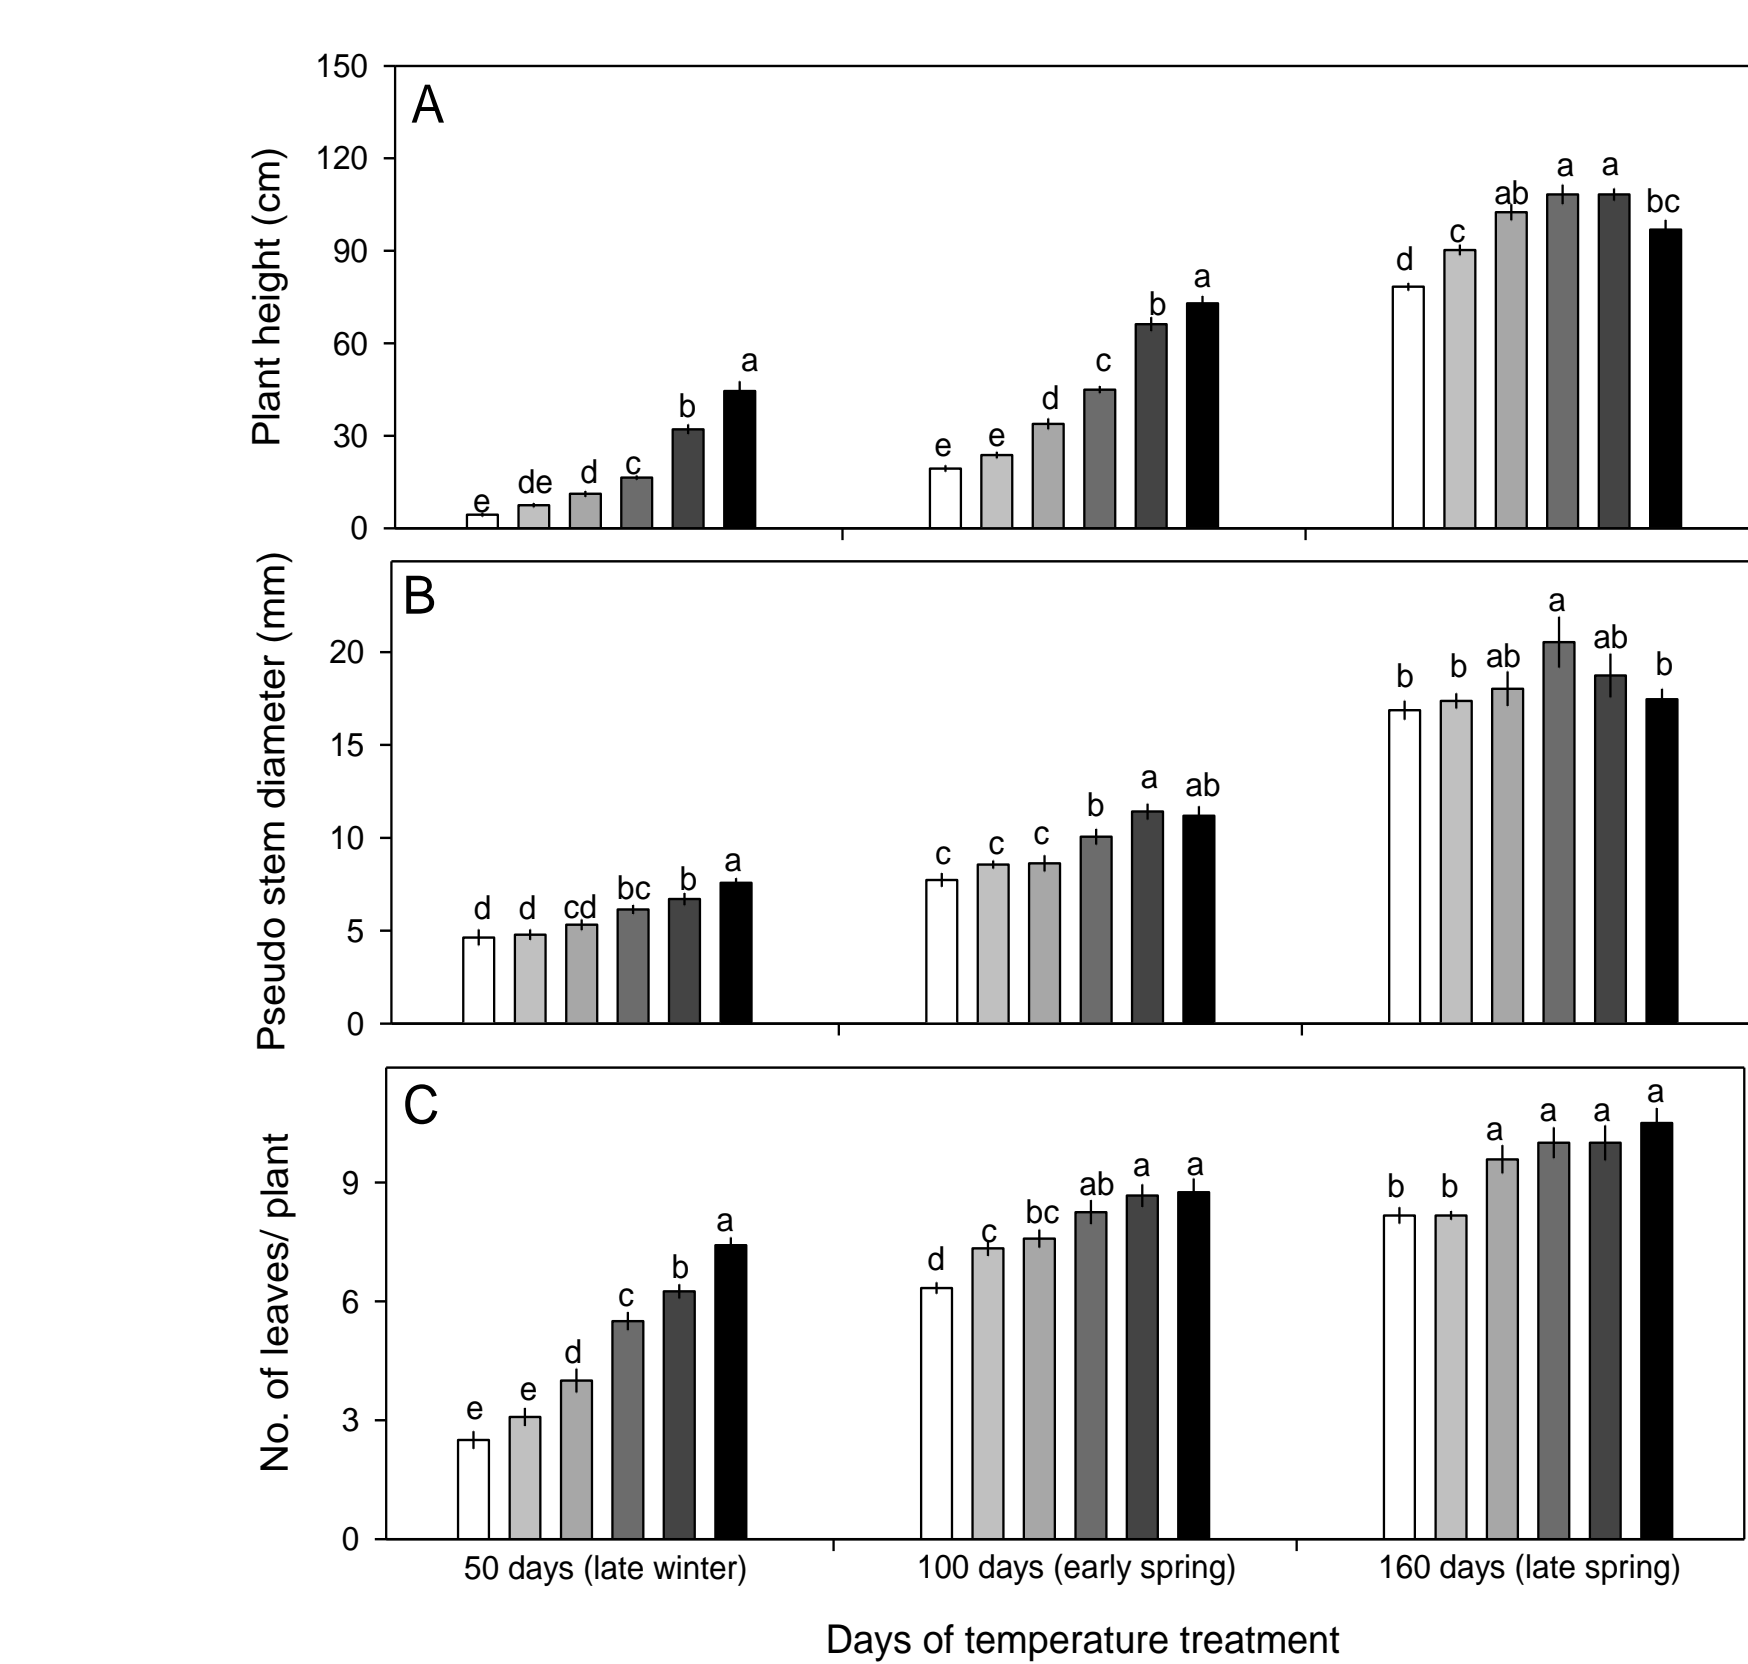 A
Plant height (cm)
150
120
90
60
30
0
e de d c b a
e e d c b a
d c ab a a bc
B
Pseudo stem diameter (mm)
20
15
10
5
0
d d cd bc b a
c c c b a ab
b b ab a ab b
C
No. of leaves/ plant
9
6
3
0
e e d c b a
d c bc ab a a
b b a a a a
50 days (late winter) 100 days (early spring) 160 days (late spring)
Days of temperature treatment